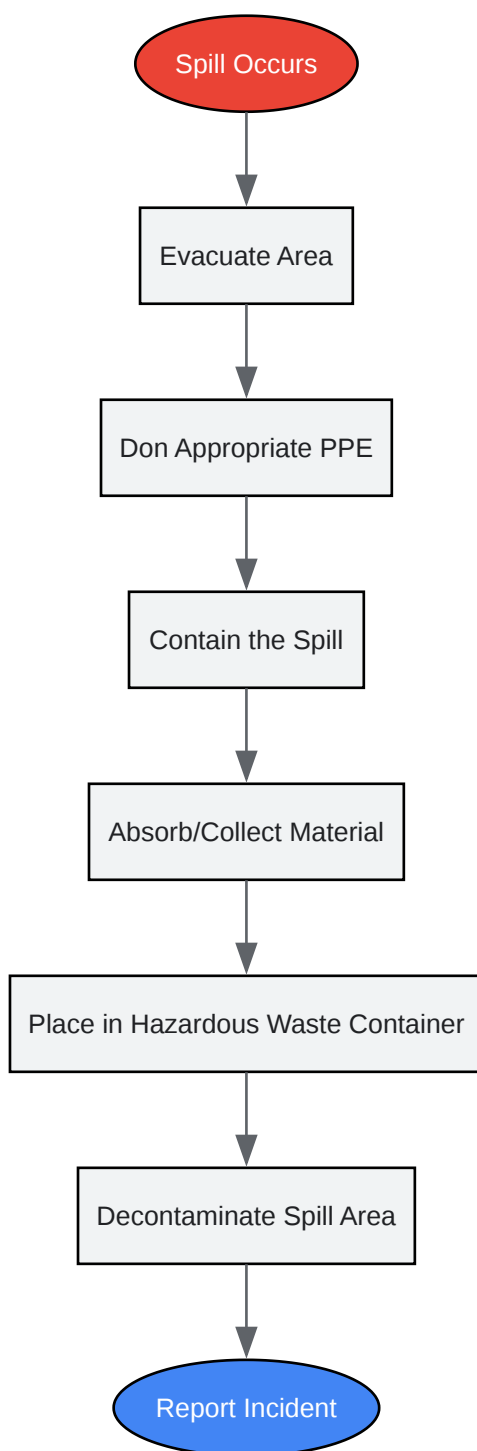 Spill Occurs
Evacuate Area
Don Appropriate PPE
Contain the Spill
Absorb/Collect Material
Place in Hazardous Waste Container
Decontaminate Spill Area
Report Incident